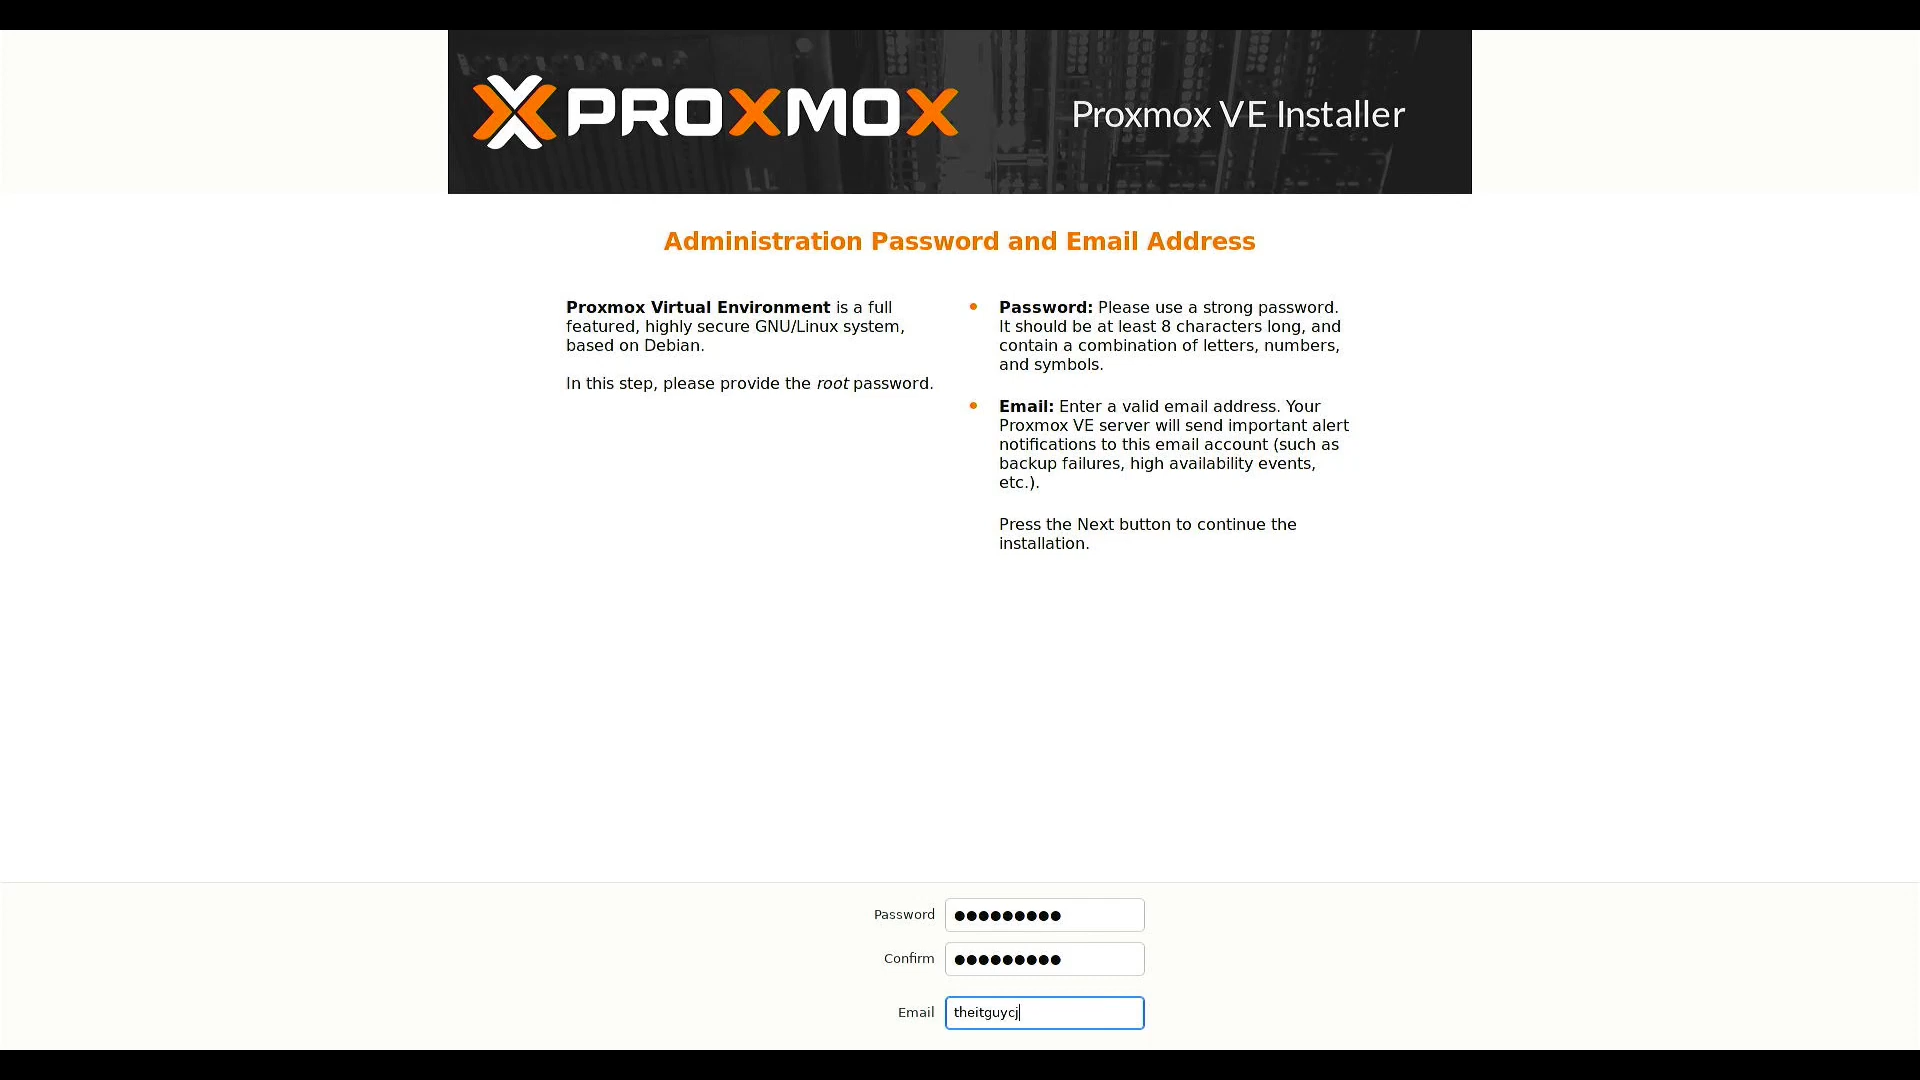 PROXMOX
Proxmox VE Installer
Administration Password and Email Address
Proxmox Virtual Environment is a full
featured, highly secure GNU/Linux system,
based on Debian.
In this step, please provide the root password.
Password: Please use a strong password.
It should be at least 8 characters long, and
contain a combination of letters, numbers,
and symbols.
Email: Enter a valid email address. Your
Proxmox VE server will send important alert
notifications to this email account (such as
backup failures, high availability events,
etc.).
Press the Next button to continue the
installation.
Password ●●●●●●●●●
Confirm ●●●●●●●●●
Email theitguycj